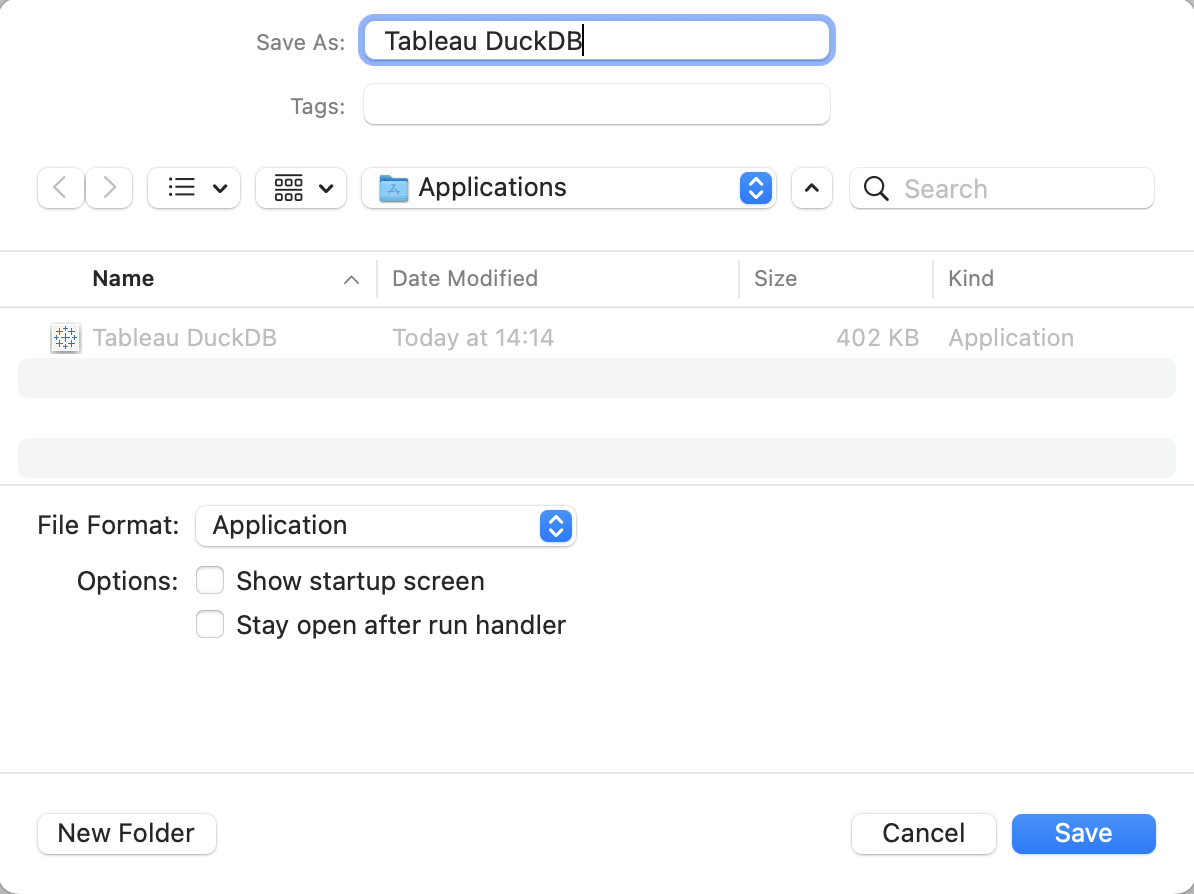 Save As: Tableau DuckDB
Tags:
Applications Search
Name Date Modified Size Kind
Tableau DuckDB Today at 14:14 402 KB Application
File Format: Application
Options: Show startup screen
Stay open after run handler
New Folder Cancel Save